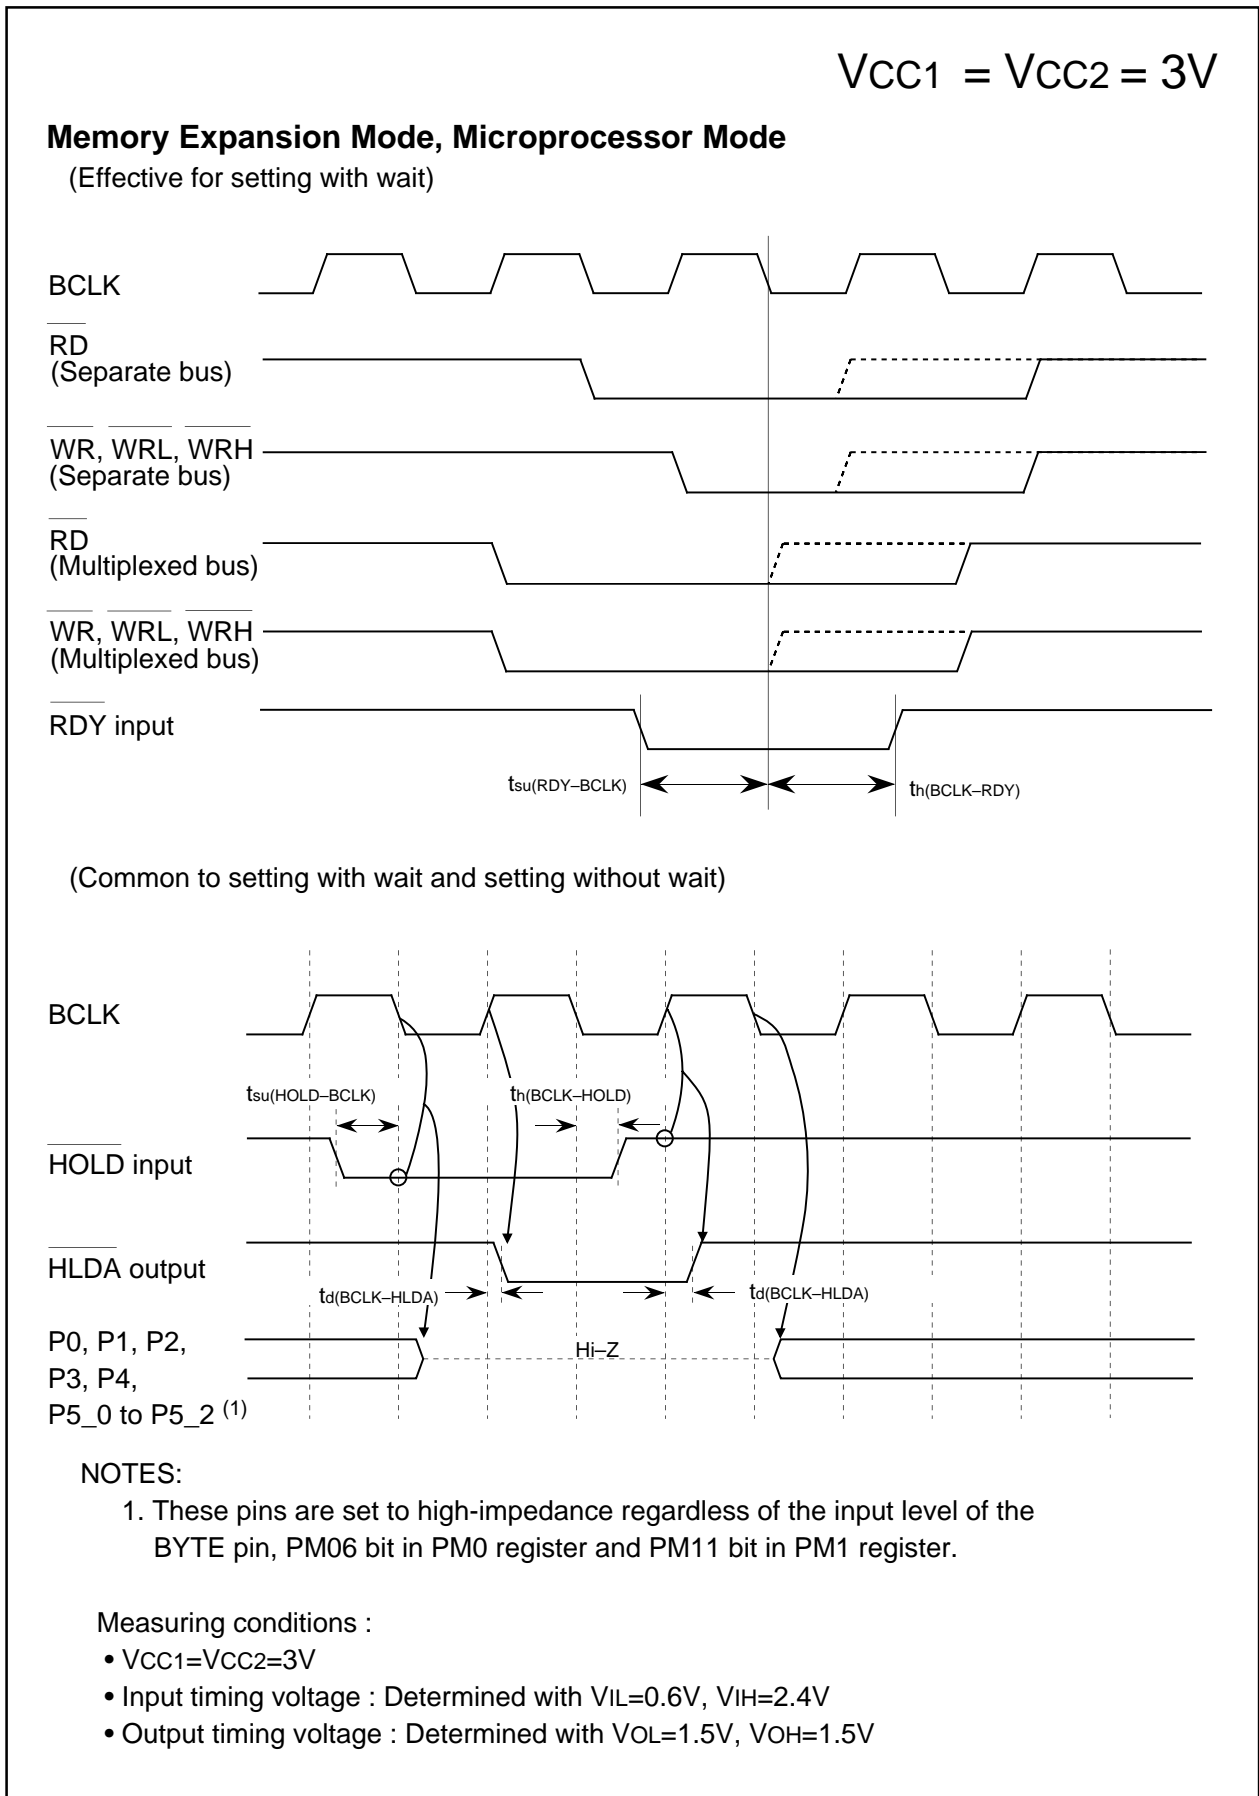 VCC1 = VCC2 = 3V
Memory Expansion Mode, Microprocessor Mode
(Effective for setting with wait)
BCLK
RD
(Separate bus)
WR, WRL, WRH
(Separate bus)
RD
(Multiplexed bus)
WR, WRL, WRH
(Multiplexed bus)
RDY input
tsu(RDY–BCLK)
th(BCLK–RDY)
(Common to setting with wait and setting without wait)
BCLK
tsu(HOLD–BCLK)
th(BCLK–HOLD)
HOLD input
HLDA output
td(BCLK–HLDA)
td(BCLK–HLDA)
P0, P1, P2,
P3, P4,
P5_0 to P5_2 (1)
Hi–Z
NOTES:
1. These pins are set to high-impedance regardless of the input level of the
BYTE pin, PM06 bit in PM0 register and PM11 bit in PM1 register.
Measuring conditions :
• VCC1=VCC2=3V
• Input timing voltage : Determined with VIL=0.6V, VIH=2.4V
• Output timing voltage : Determined with VOL=1.5V, VOH=1.5V